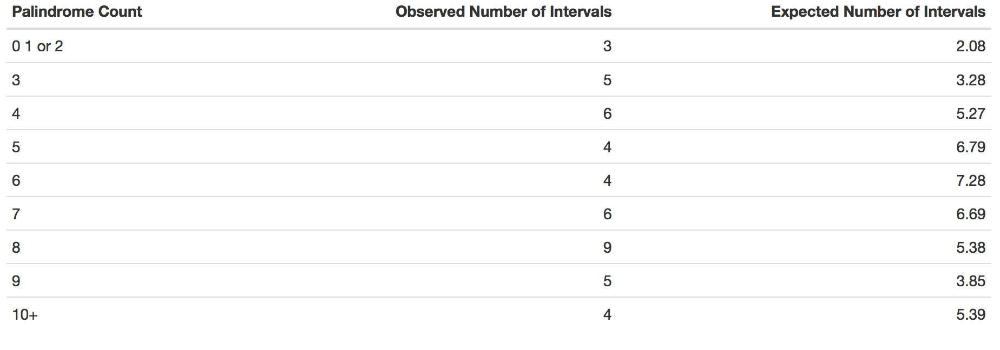 Palindrome Count Observed Number of Intervals Expected Number of Intervals
0 1 or 2 3 2.08
3 5 3.28
4 6 5.27
5 4 6.79
6 4 7.28
7 6 6.69
8 9 5.38
9 5 3.85
10+ 4 5.39